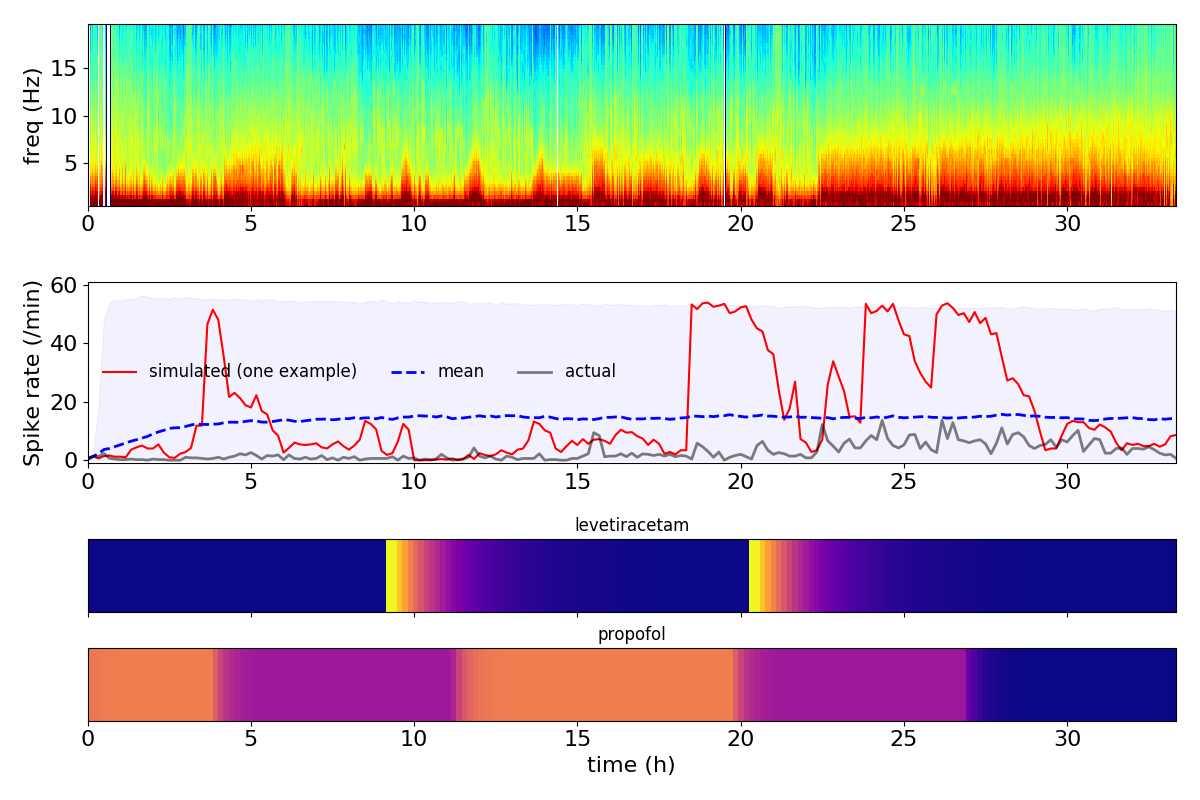 freq (Hz)
15
10
5
0 5 10 15 20 25 30
Spike rate (/min)
60
40
20
0
simulated (one example) mean actual
0 5 10 15 20 25 30
levetiracetam
propofol
0 5 10 15 20 25 30
time (h)